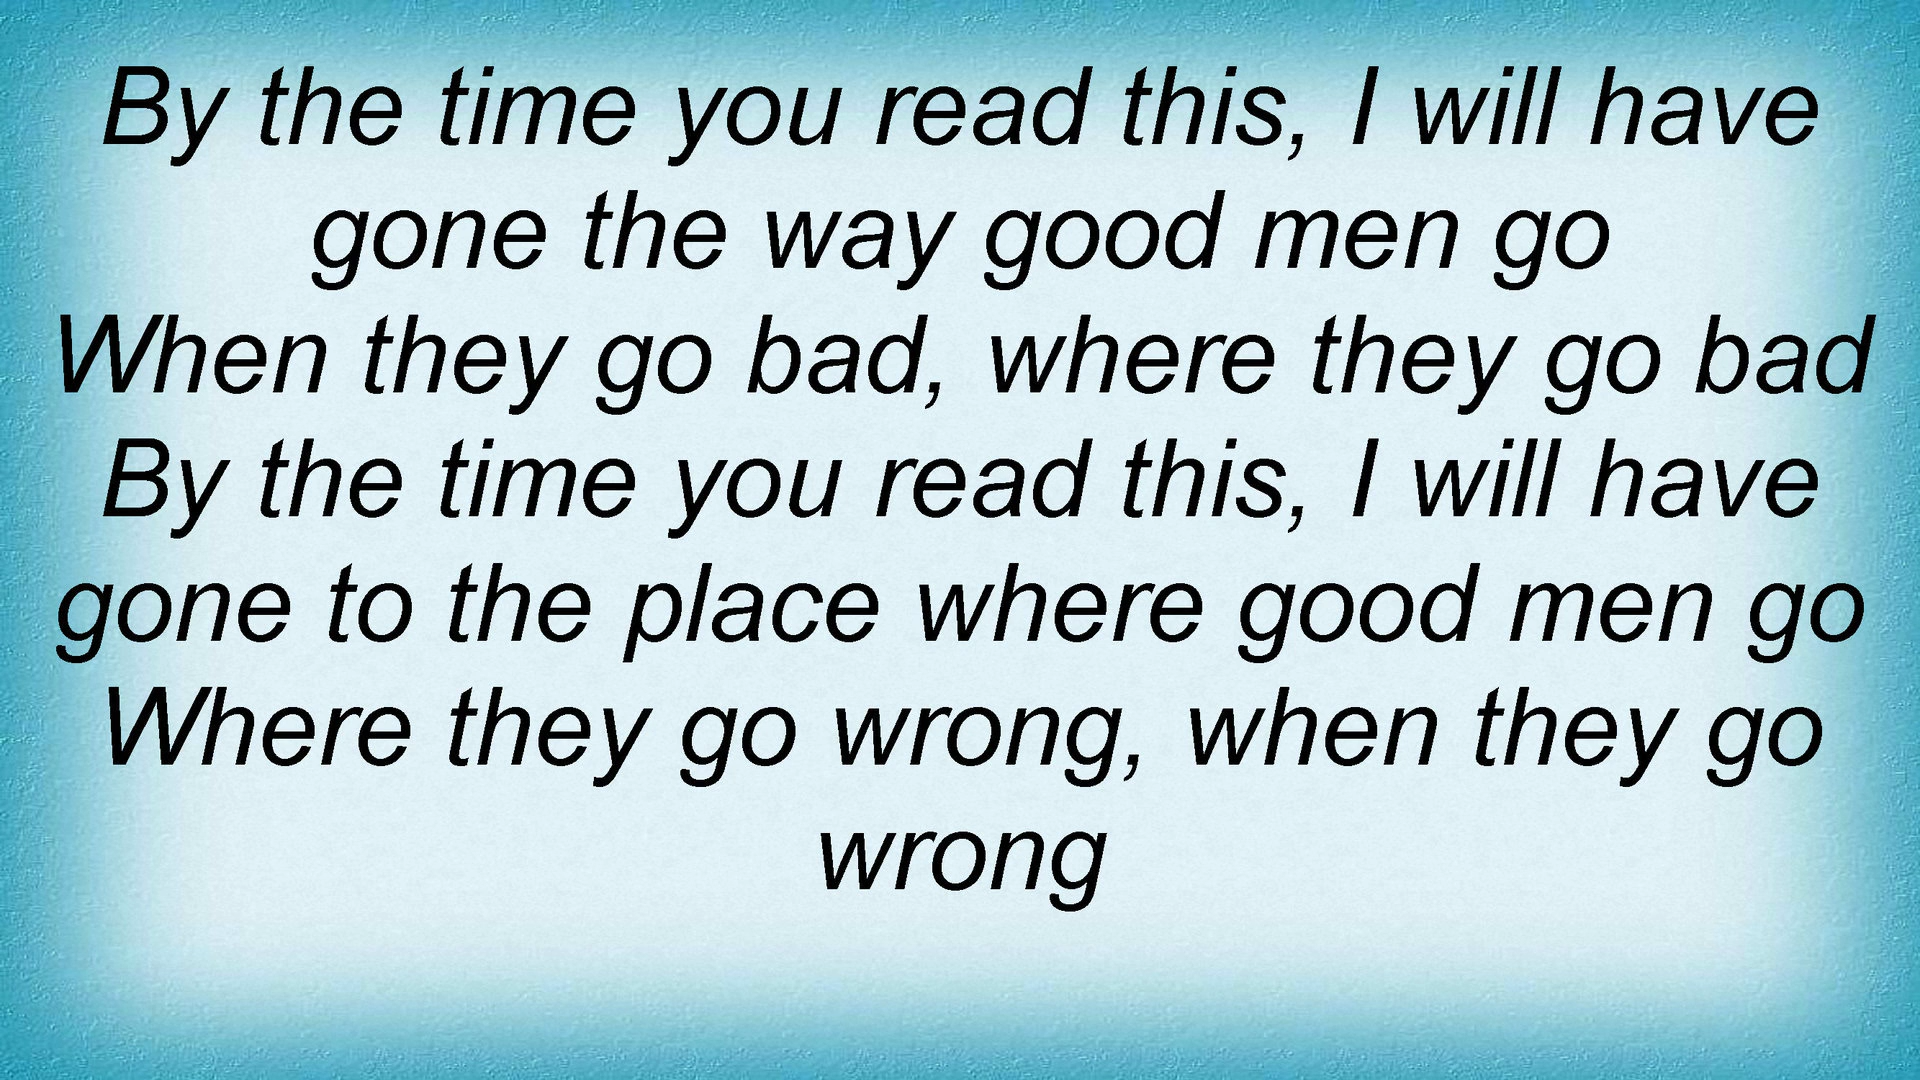 By the time you read this, I will have
gone the way good men go
When they go bad, where they go bad
By the time you read this, I will have
gone to the place where good men go
Where they go wrong, when they go
wrong